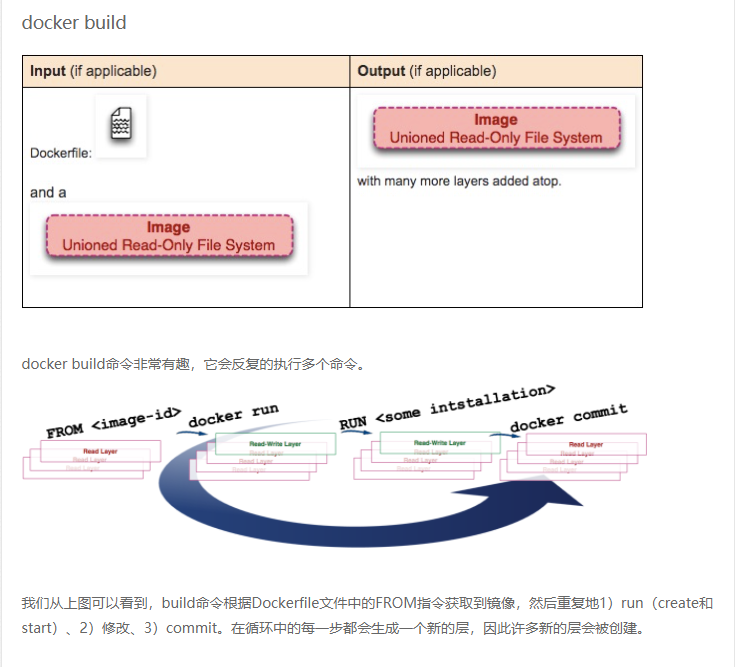 docker build
Input (if applicable)
Output (if applicable)
Dockerfile:
and a
Image
Unioned Read-Only File System
Image
Unioned Read-Only File System
with many more layers added atop.
docker build命令非常有趣，它会反复的执行多个命令。
FROM <image-id>
docker run
RUN <some intstallation>
docker commit
Read Layer
Read Layer
Read Layer
Read-Write Layer
Read Layer
Read Layer
Read-Write Layer
Read Layer
Read Layer
Read Layer
Read Layer
Read Layer
我们从上图可以看到，build命令根据Dockerfile文件中的FROM指令获取到镜像，然后重复地1）run（create和
start）、2）修改、3）commit。在循环中的每一步都会生成一个新的层，因此许多新的层会被创建。